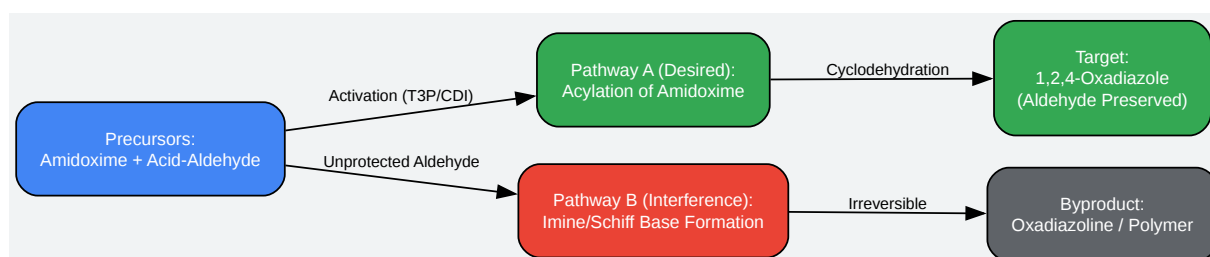 Precursors:
Amidoxime + Acid-Aldehyde
Activation (T3P/CDI)
Unprotected Aldehyde
Pathway A (Desired):
Acylation of Amidoxime
Pathway B (Interference):
Imine/Schiff Base Formation
Cyclodehydration
Irreversible
Target:
1,2,4-Oxadiazole
(Aldehyde Preserved)
Byproduct:
Oxadiazoline / Polymer